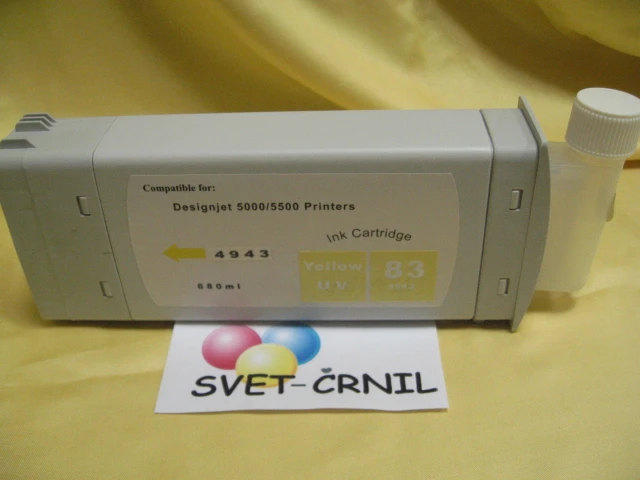 Compatible for:
Designjet 5000/5500 Printers
Ink Cartridge
4943
Yellow
UV
83
680ml
SVET-ČRNIL